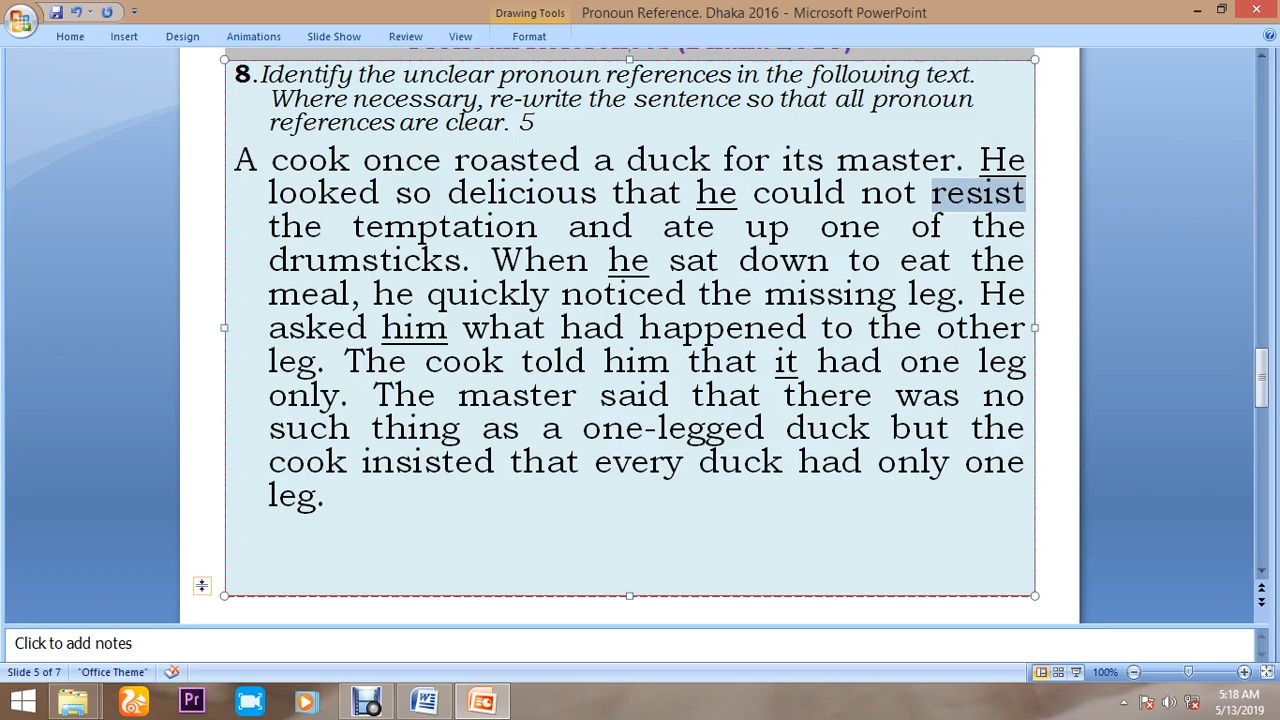 Drawing Tools
Pronoun Reference. Dhaka 2016 - Microsoft PowerPoint
Home Insert Design Animations Slide Show Review View Format
8.Identify the unclear pronoun references in the following text.
Where necessary, re-write the sentence so that all pronoun
references are clear. 5
A cook once roasted a duck for its master. He
looked so delicious that he could not resist
the temptation and ate up one of the
drumsticks. When he sat down to eat the
meal, he quickly noticed the missing leg. He
asked him what had happened to the other
leg. The cook told him that it had one leg
only. The master said that there was no
such thing as a one-legged duck but the
cook insisted that every duck had only one
leg.
Click to add notes
Slide 5 of 7 "Office Theme" 100%
Pr
5:18 AM
5/13/2019